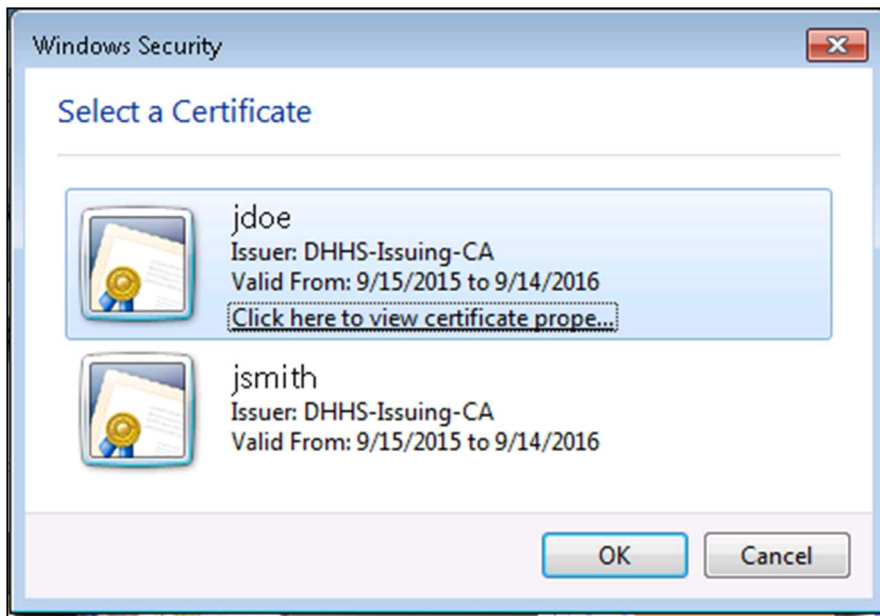 Windows Security
Select a Certificate
jdoe
Issuer: DHHS-Issuing-CA
Valid From: 9/15/2015 to 9/14/2016
Click here to view certificate prope...
jsmith
Issuer: DHHS-Issuing-CA
Valid From: 9/15/2015 to 9/14/2016
OK Cancel